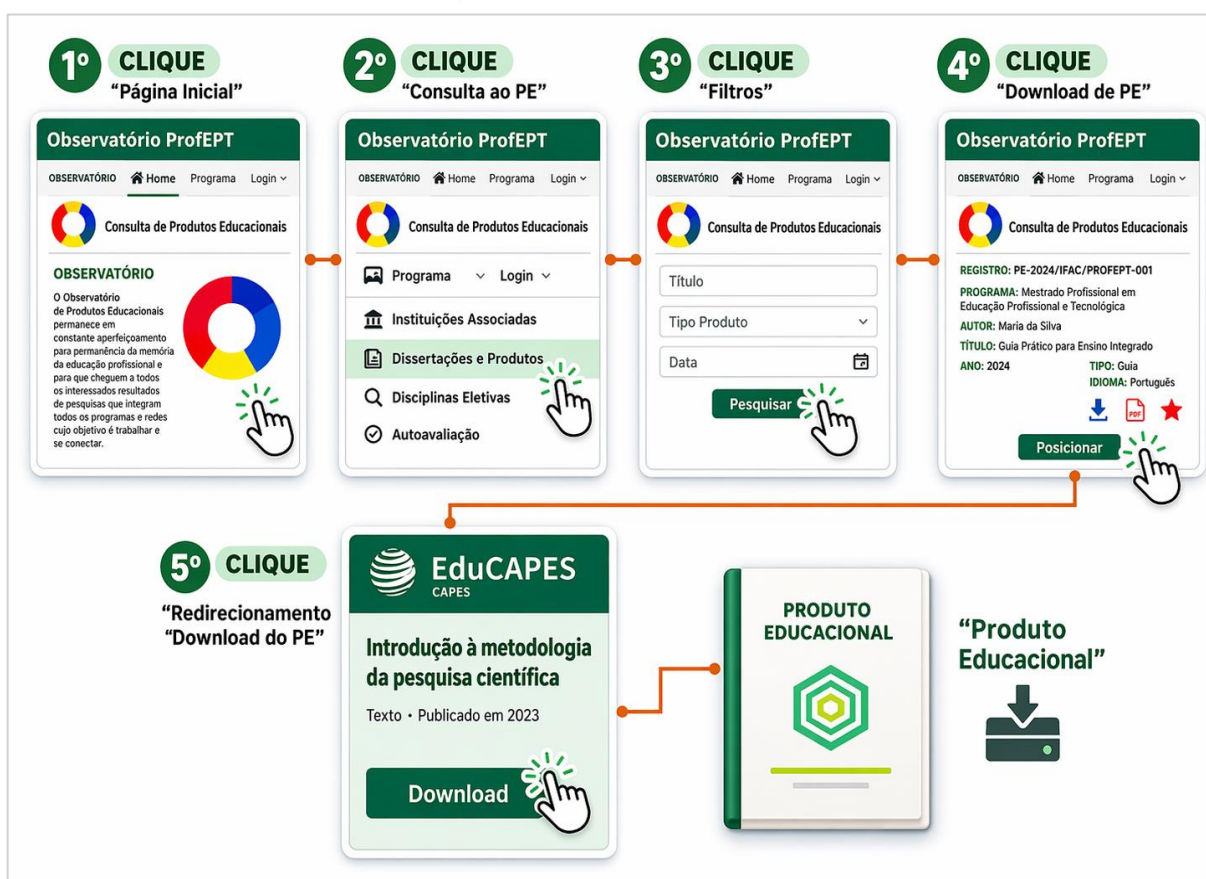 1º CLIQUE
“Página Inicial”
Observatório ProfEPT
OBSERVATÓRIO Home Programa Login
Consulta de Produtos Educacionais
OBSERVATÓRIO
O Observatório
de Produtos Educacionais
permanece em
constante aperfeiçoamento
para permanência da memória
da educação profissional e
para que cheguem a todos
os interessados resultados
de pesquisas que integram
todos os programas e redes
cujo objetivo é trabalhar e
se conectar.
2º CLIQUE
“Consulta ao PE”
Observatório ProfEPT
OBSERVATÓRIO Home Programa Login
Consulta de Produtos Educacionais
Programa Login
Instituições Associadas
Dissertações e Produtos
Disciplinas Eletivas
Autoavaliação
3º CLIQUE
“Filtros”
Observatório ProfEPT
OBSERVATÓRIO Home Programa Login
Consulta de Produtos Educacionais
Título
Tipo Produto
Data
Pesquisar
4º CLIQUE
“Download de PE”
Observatório ProfEPT
OBSERVATÓRIO Home Programa Login
Consulta de Produtos Educacionais
REGISTRO: PE-2024/IFAC/PROFEPT-001
PROGRAMA: Mestrado Profissional em
Educação Profissional e Tecnológica
AUTOR: Maria da Silva
TÍTULO: Guia Prático para Ensino Integrado
ANO: 2024 TIPO: Guia
IDIOMA: Português
PDF
Posicionar
5º CLIQUE
“Redirecionamento
“Download do PE”
EduCAPES
CAPES
Introdução à metodologia
da pesquisa científica
Texto • Publicado em 2023
Download
PRODUTO
EDUCACIONAL
“Produto
Educacional”